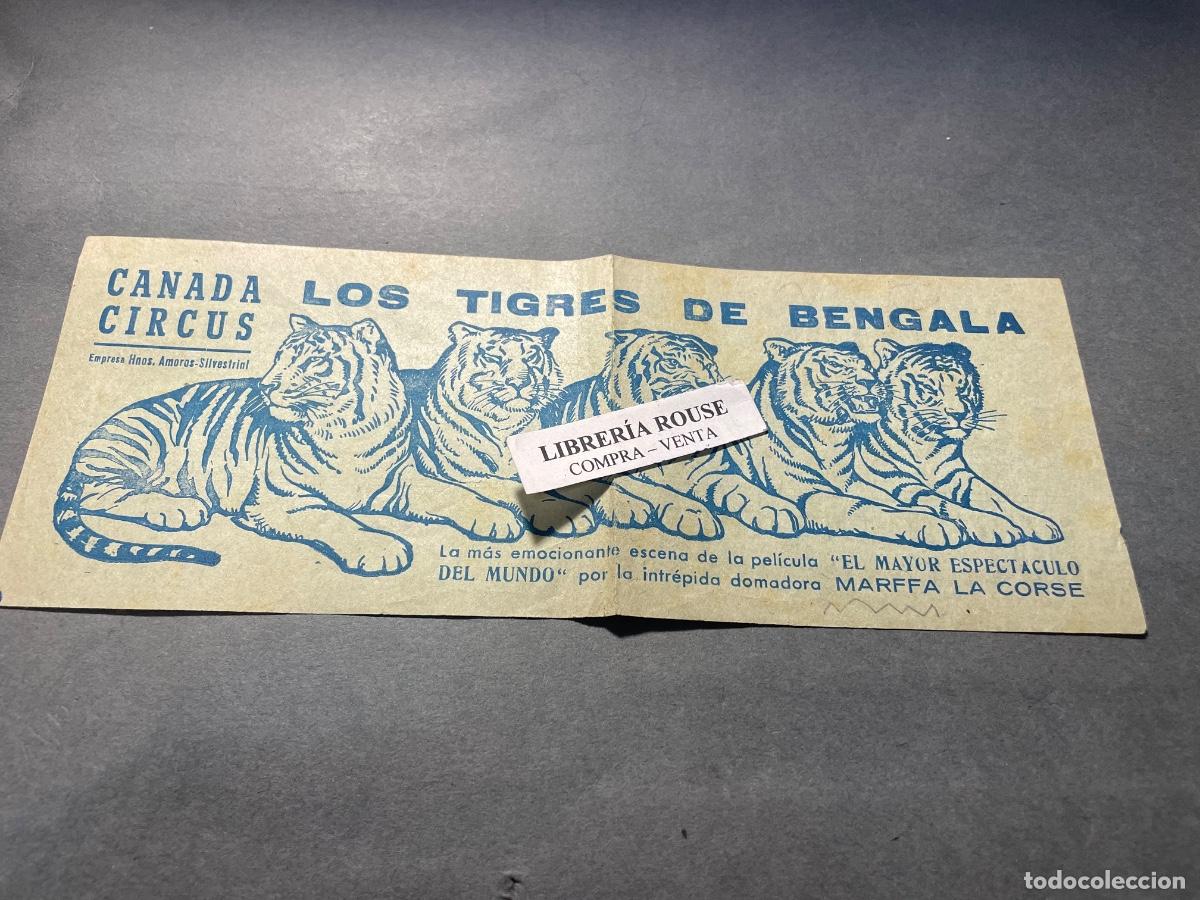 CANADA
CIRCUS
Empresa Hnos. Amoros-Silvestrini
LOS TIGRES DE BENGALA
LIBRERÍA ROUSE
COMPRA – VENTA
La más emocionante escena de la película "EL MAYOR ESPECTACULO
DEL MUNDO" por la intrépida domadora MARFFA LA CORSE
todocoleccion